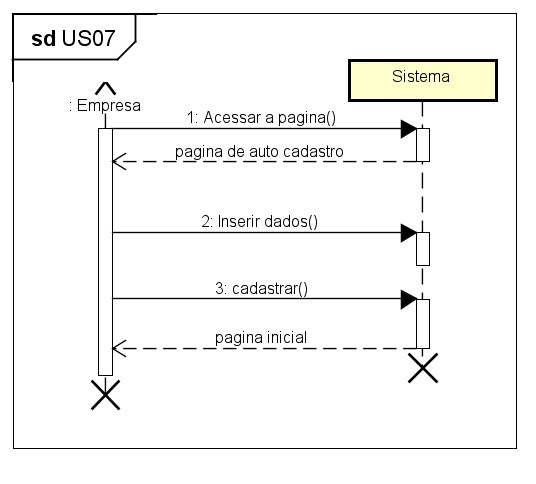 sd US07
Sistema
: Empresa
1: Acessar a pagina()
pagina de auto cadastro
2: Inserir dados()
3: cadastrar()
pagina inicial